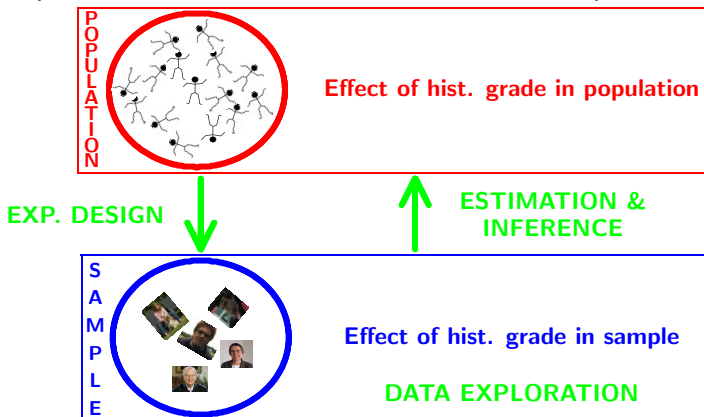 POPULATION
Effect of hist. grade in population
EXP. DESIGN
ESTIMATION &
INFERENCE
SAMPLE
Effect of hist. grade in sample
DATA EXPLORATION